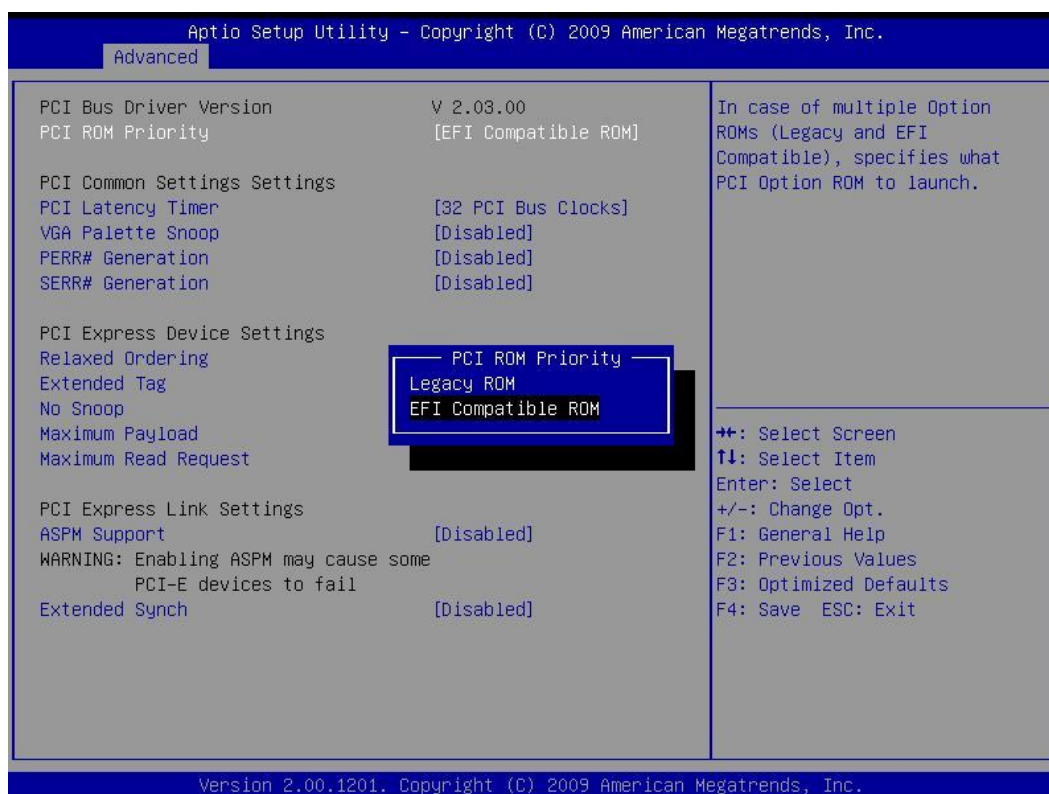 Aptio Setup Utility – Copyright (C) 2009 American Megatrends, Inc.
Advanced
PCI Bus Driver Version V 2.03.00
PCI ROM Priority [EFI Compatible ROM]
PCI Common Settings Settings
PCI Latency Timer [32 PCI Bus Clocks]
VGA Palette Snoop [Disabled]
PERR# Generation [Disabled]
SERR# Generation [Disabled]
PCI Express Device Settings
Relaxed Ordering
Extended Tag
No Snoop
Maximum Payload
Maximum Read Request
PCI ROM Priority
Legacy ROM
EFI Compatible ROM
PCI Express Link Settings
ASPM Support [Disabled]
WARNING: Enabling ASPM may cause some
PCI-E devices to fail
Extended Synch [Disabled]
In case of multiple Option
ROMs (Legacy and EFI
Compatible), specifies what
PCI Option ROM to launch.
→←: Select Screen
↑↓: Select Item
Enter: Select
+/-: Change Opt.
F1: General Help
F2: Previous Values
F3: Optimized Defaults
F4: Save ESC: Exit
Version 2.00.1201. Copyright (C) 2009 American Megatrends, Inc.